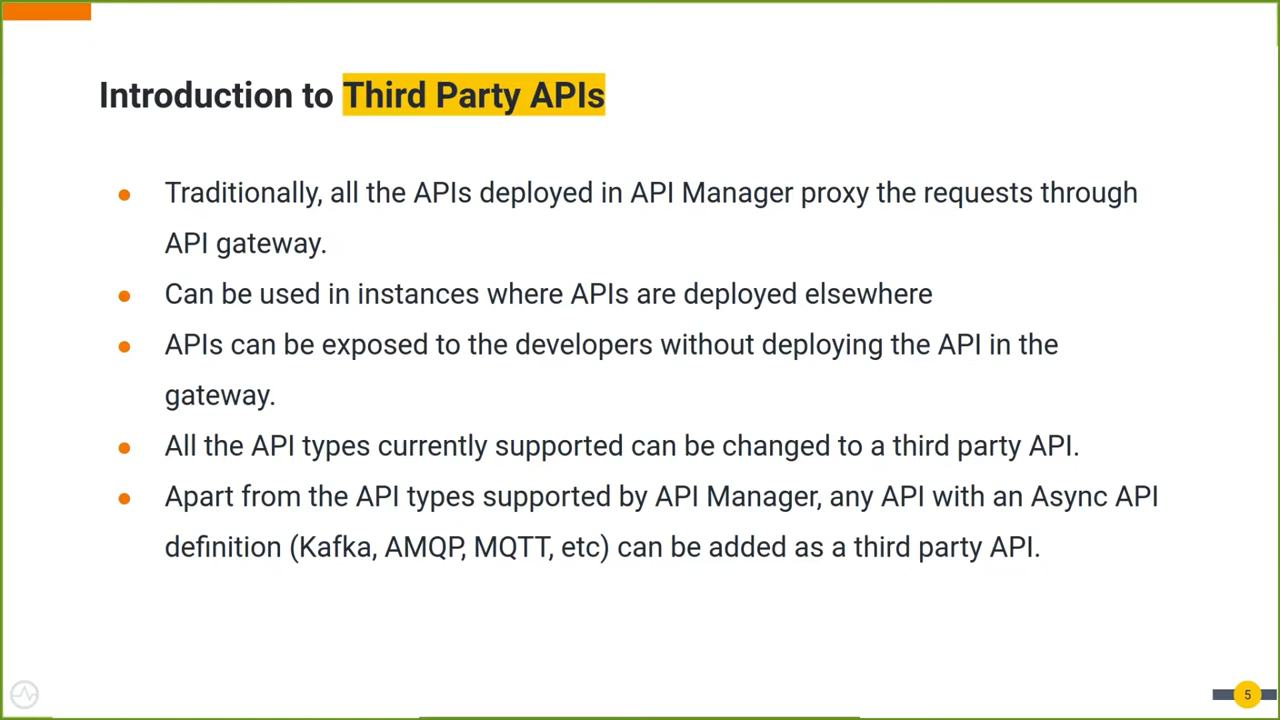 Introduction to Third Party APIs
● Traditionally, all the APIs deployed in API Manager proxy the requests through
API gateway.
● Can be used in instances where APIs are deployed elsewhere
● APIs can be exposed to the developers without deploying the API in the
gateway.
● All the API types currently supported can be changed to a third party API.
● Apart from the API types supported by API Manager, any API with an Async API
definition (Kafka, AMQP, MQTT, etc) can be added as a third party API.
5